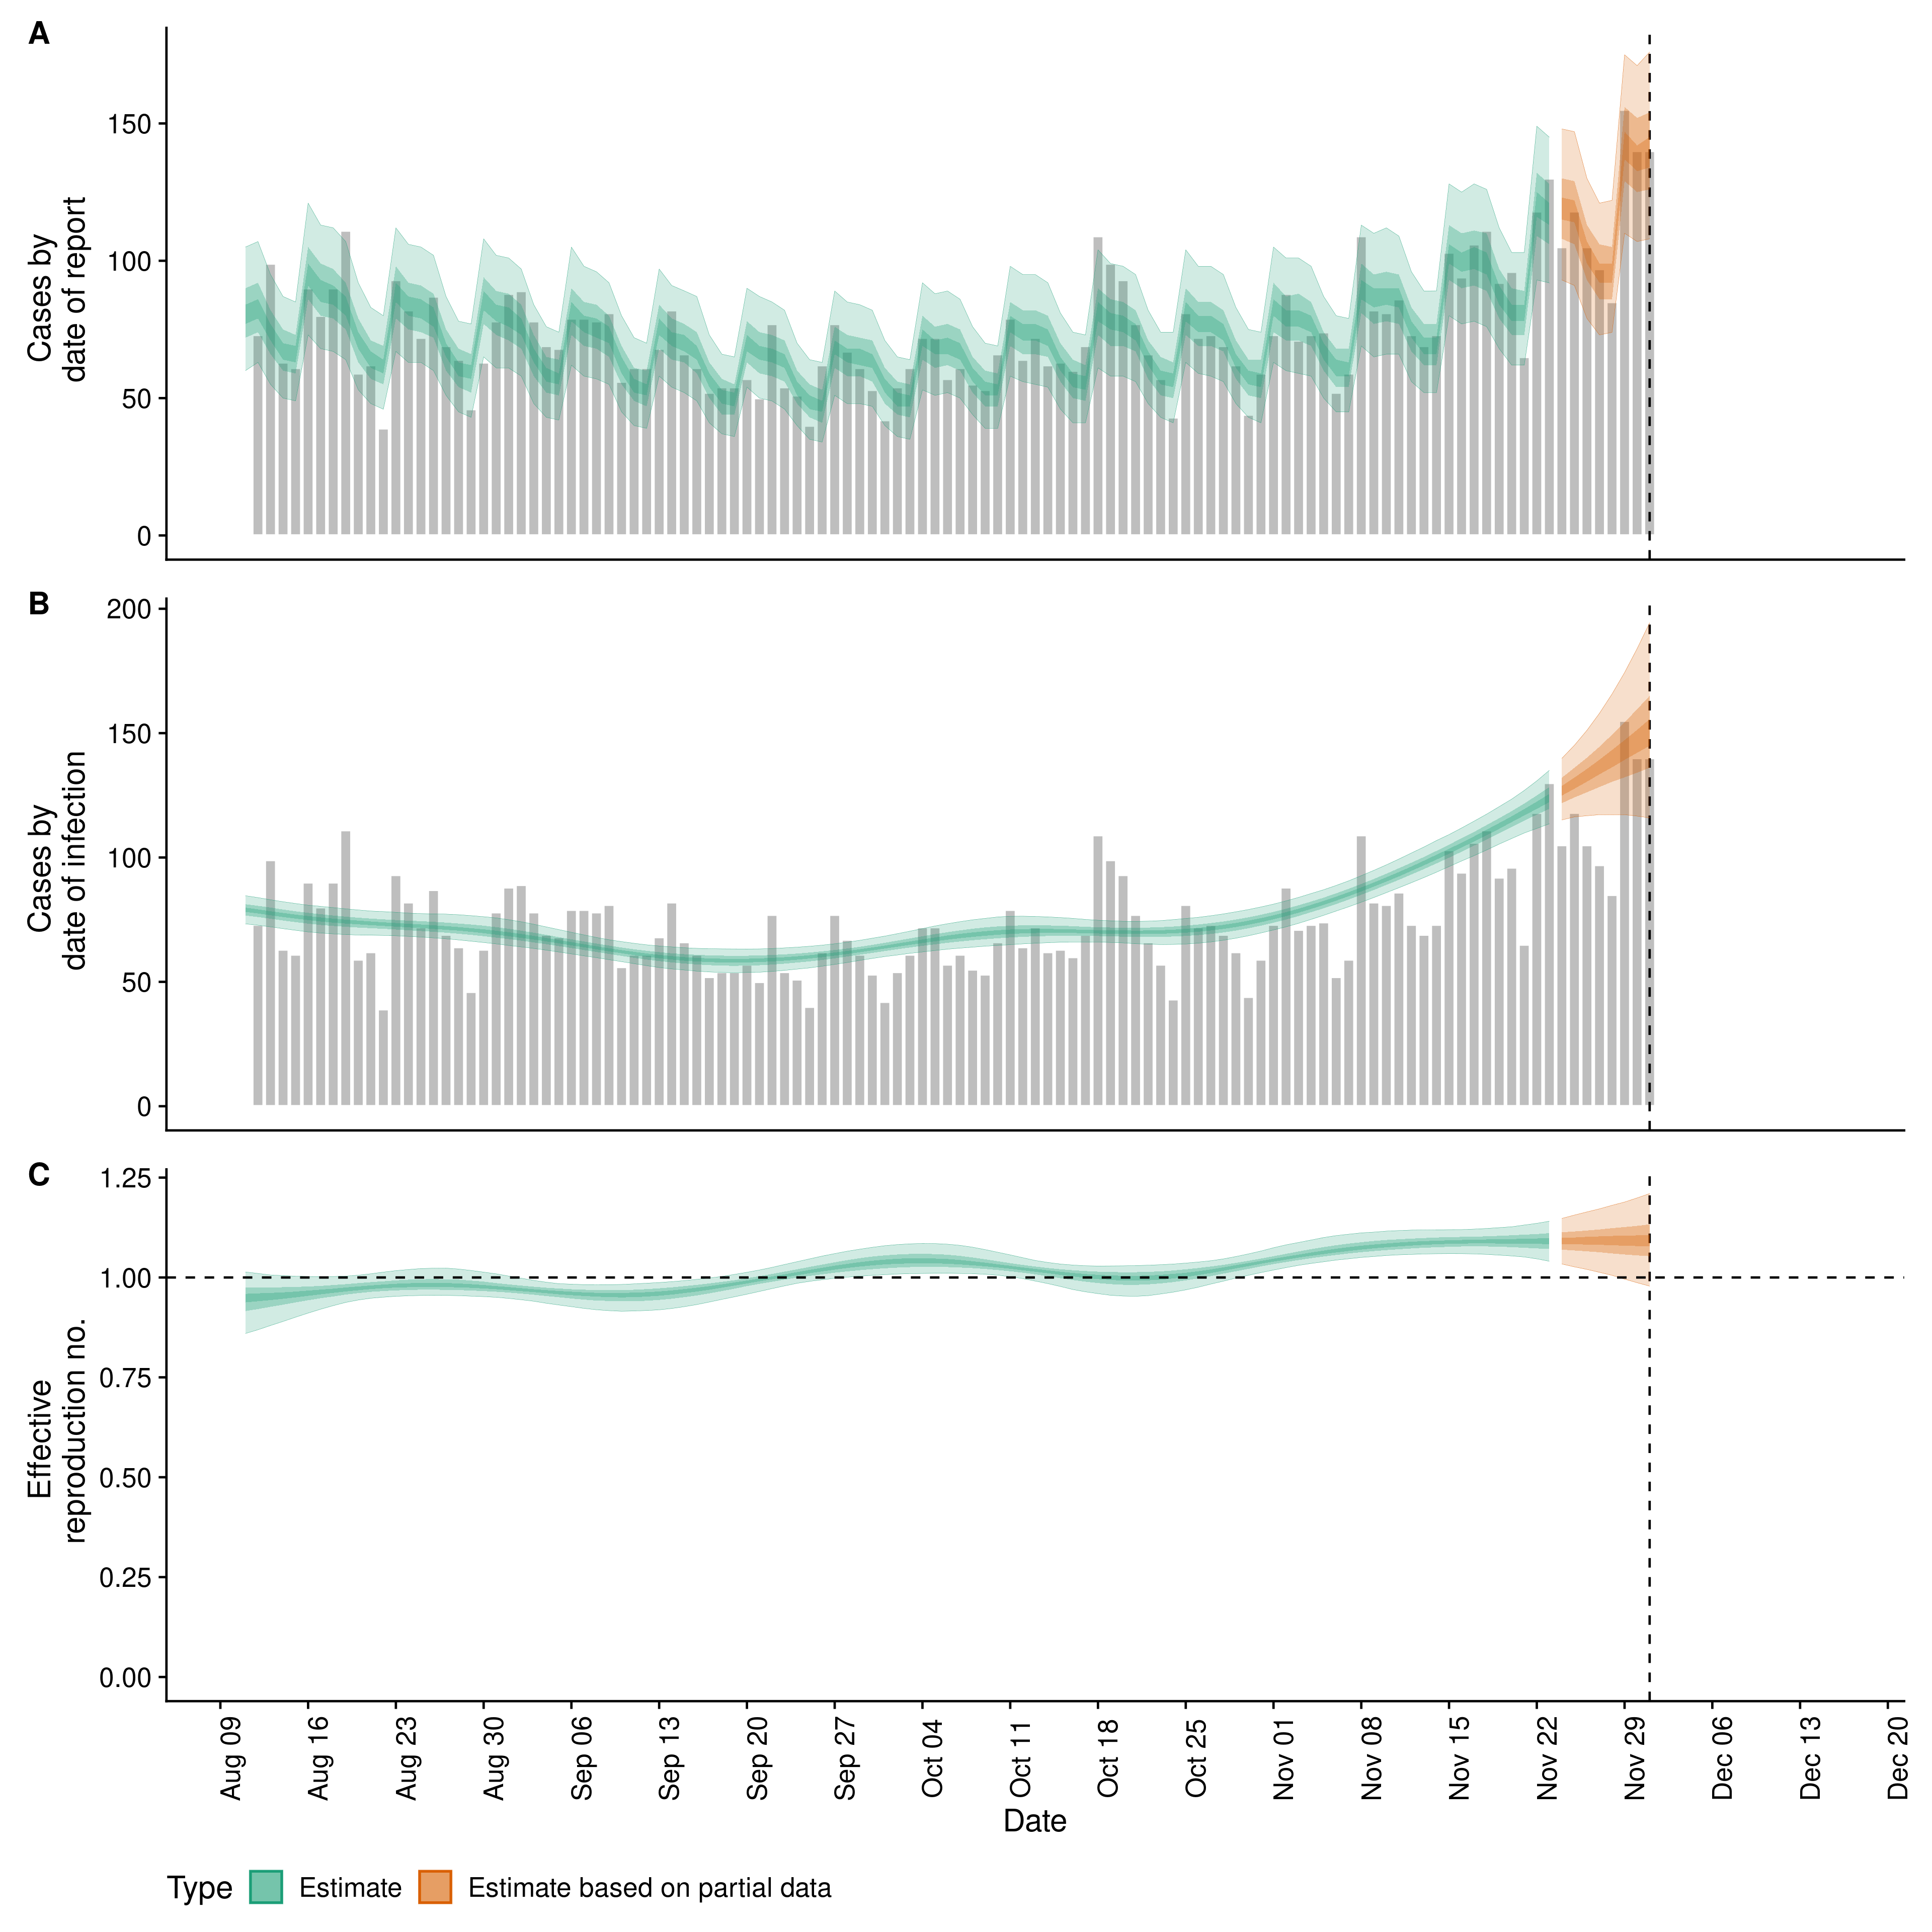 A
Cases by
date of report
150
100
50
0
B
Cases by
date of infection
200
150
100
50
0
C
Effective
reproduction no.
1.25
1.00
0.75
0.50
0.25
0.00
Aug 09
Aug 16
Aug 23
Aug 30
Sep 06
Sep 13
Sep 20
Sep 27
Oct 04
Oct 11
Oct 18
Oct 25
Nov 01
Nov 08
Nov 15
Nov 22
Nov 29
Dec 06
Dec 13
Dec 20
Date
Type Estimate Estimate based on partial data